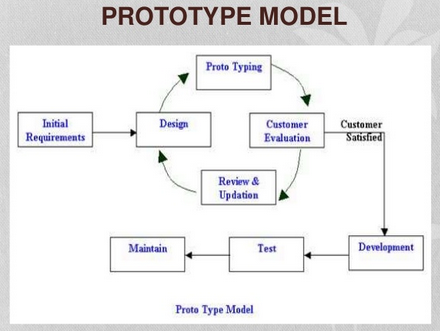 PROTOTYPE MODEL
Proto Typing
Initial
Requirements
Design
Customer
Evaluation
Customer
Satisfied
Review &
Updation
Maintain
Test
Development
Proto Type Model